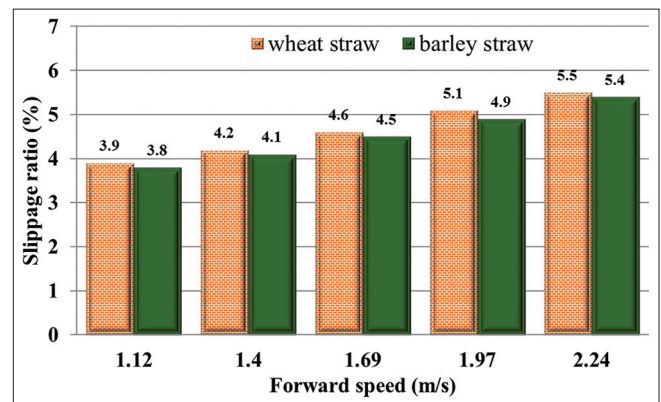 7
6
5
4
3
2
1
0
Slippage ratio (%)
wheat straw barley straw
3.9 3.8 4.2 4.1 4.6 4.5 5.1 4.9 5.5 5.4
1.12 1.4 1.69 1.97 2.24
Forward speed (m/s)